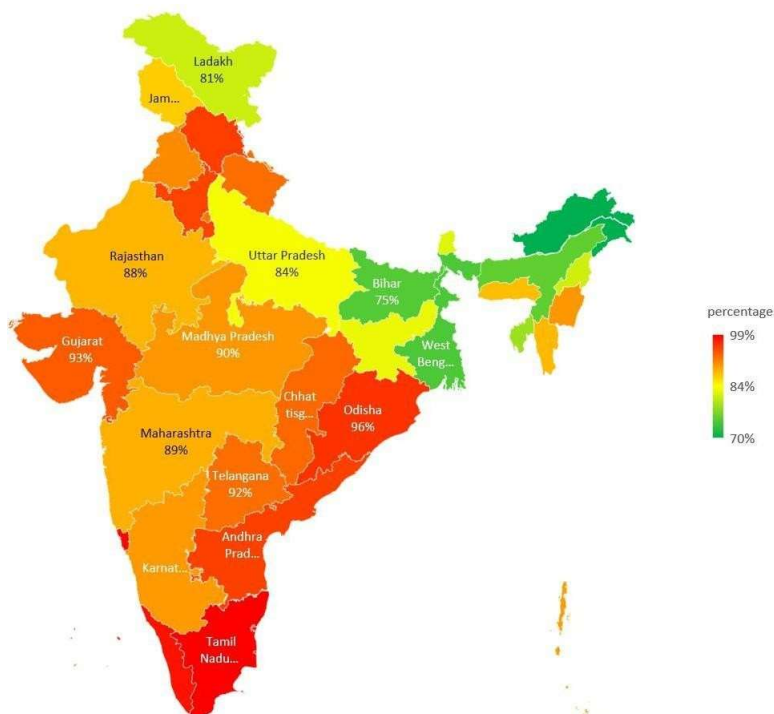 Ladakh
81%
Jam...
Rajasthan
88%
Uttar Pradesh
84%
Bihar
75%
Gujarat
93%
Madhya Pradesh
90%
West
Beng...
Chhat
tisg...
Odisha
96%
Maharashtra
89%
Telangana
92%
Andhra
Prad...
Karnat...
Tamil
Nadu...
percentage
99%
84%
70%